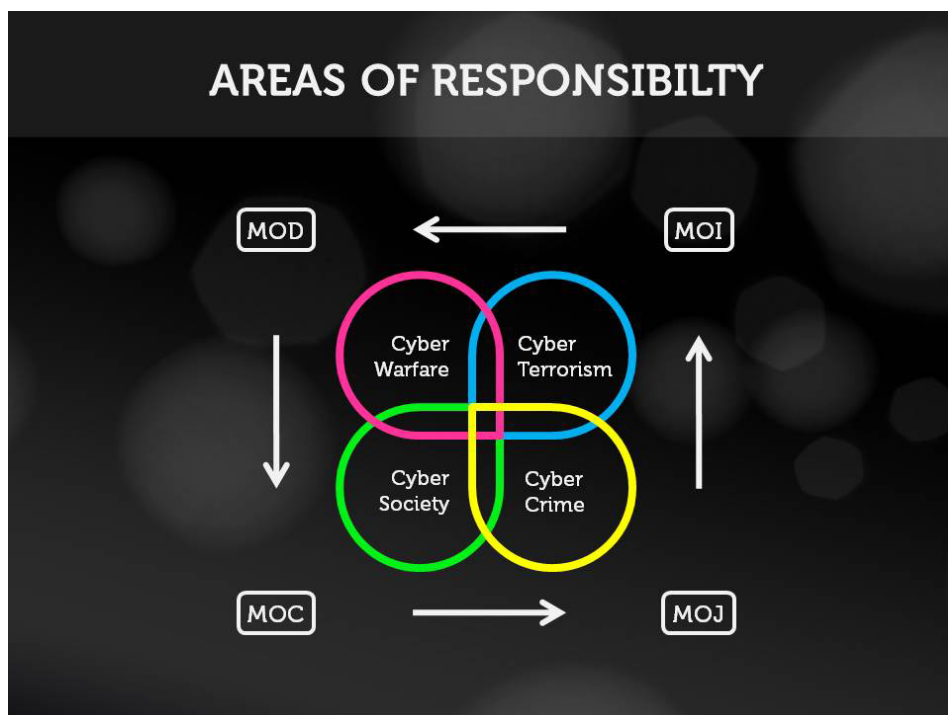 AREAS OF RESPONSIBILTY
MOD
MOI
Cyber
Warfare
Cyber
Terrorism
Cyber
Society
Cyber
Crime
MOC
MOJ